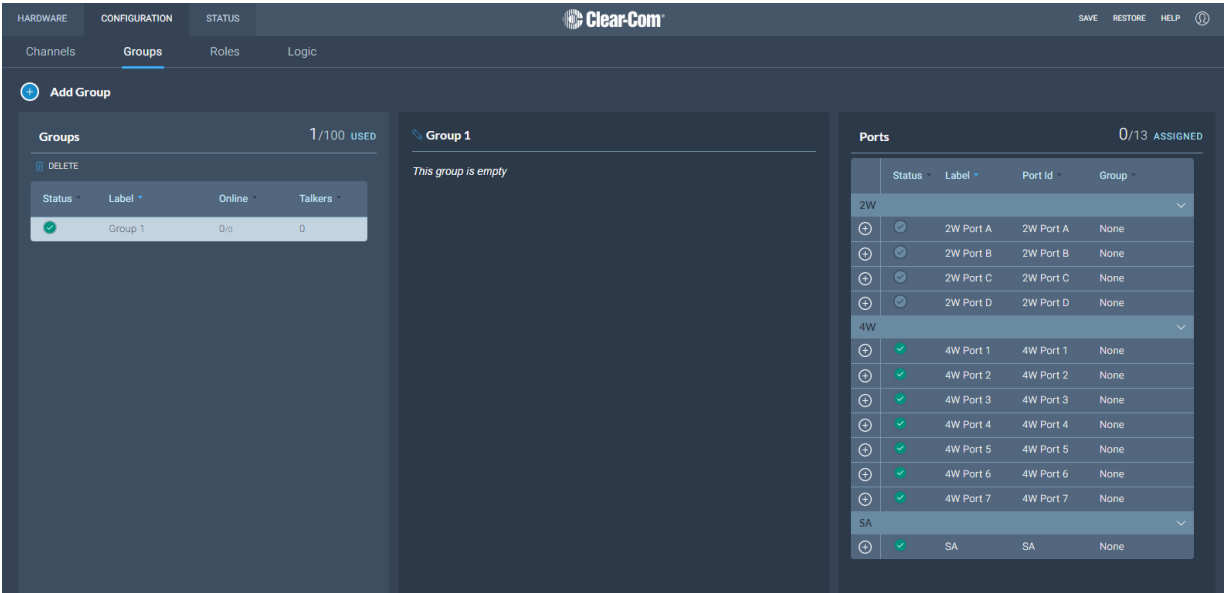 HARDWARE CONFIGURATION STATUS Clear-Com® SAVE RESTORE HELP
Channels Groups Roles Logic
Add Group
Groups 1/100 USED
DELETE
Status Label Online Talkers
Group 1 0/0 0
Group 1
This group is empty
Ports 0/13 ASSIGNED
Status Label Port Id Group
2W
2W Port A 2W Port A None
2W Port B 2W Port B None
2W Port C 2W Port C None
2W Port D 2W Port D None
4W
4W Port 1 4W Port 1 None
4W Port 2 4W Port 2 None
4W Port 3 4W Port 3 None
4W Port 4 4W Port 4 None
4W Port 5 4W Port 5 None
4W Port 6 4W Port 6 None
4W Port 7 4W Port 7 None
SA
SA SA None